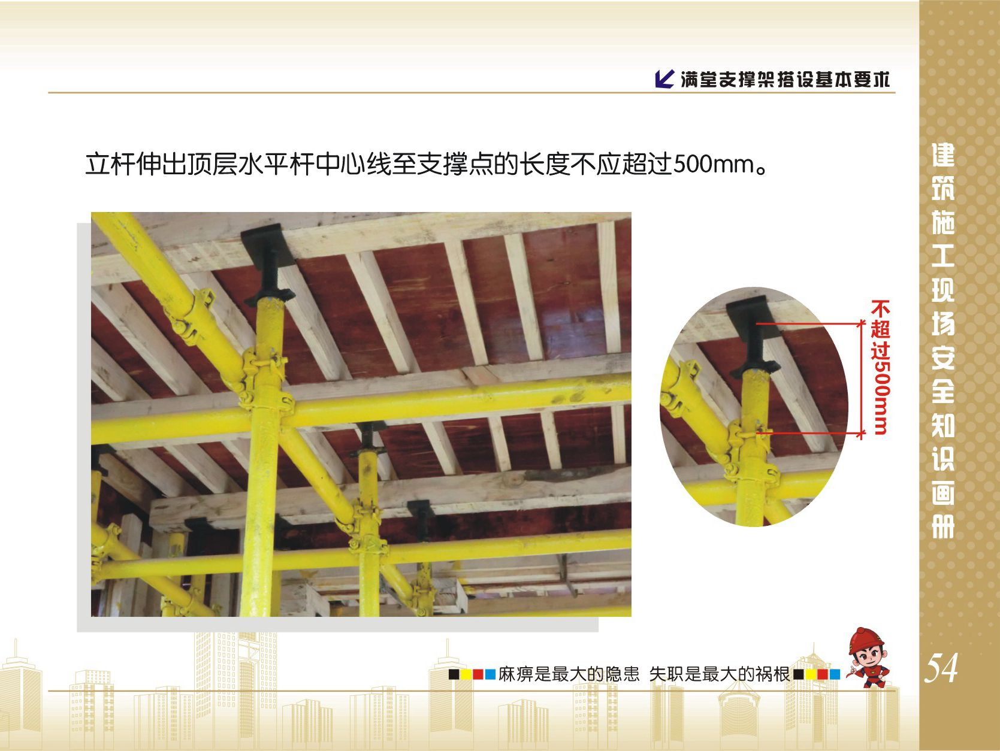 满堂支撑架搭设基本要求
立杆伸出顶层水平杆中心线至支撑点的长度不应超过500mm。
不超过500mm
建筑施工现场安全知识画册
麻痹是最大的隐患 失职是最大的祸根
54